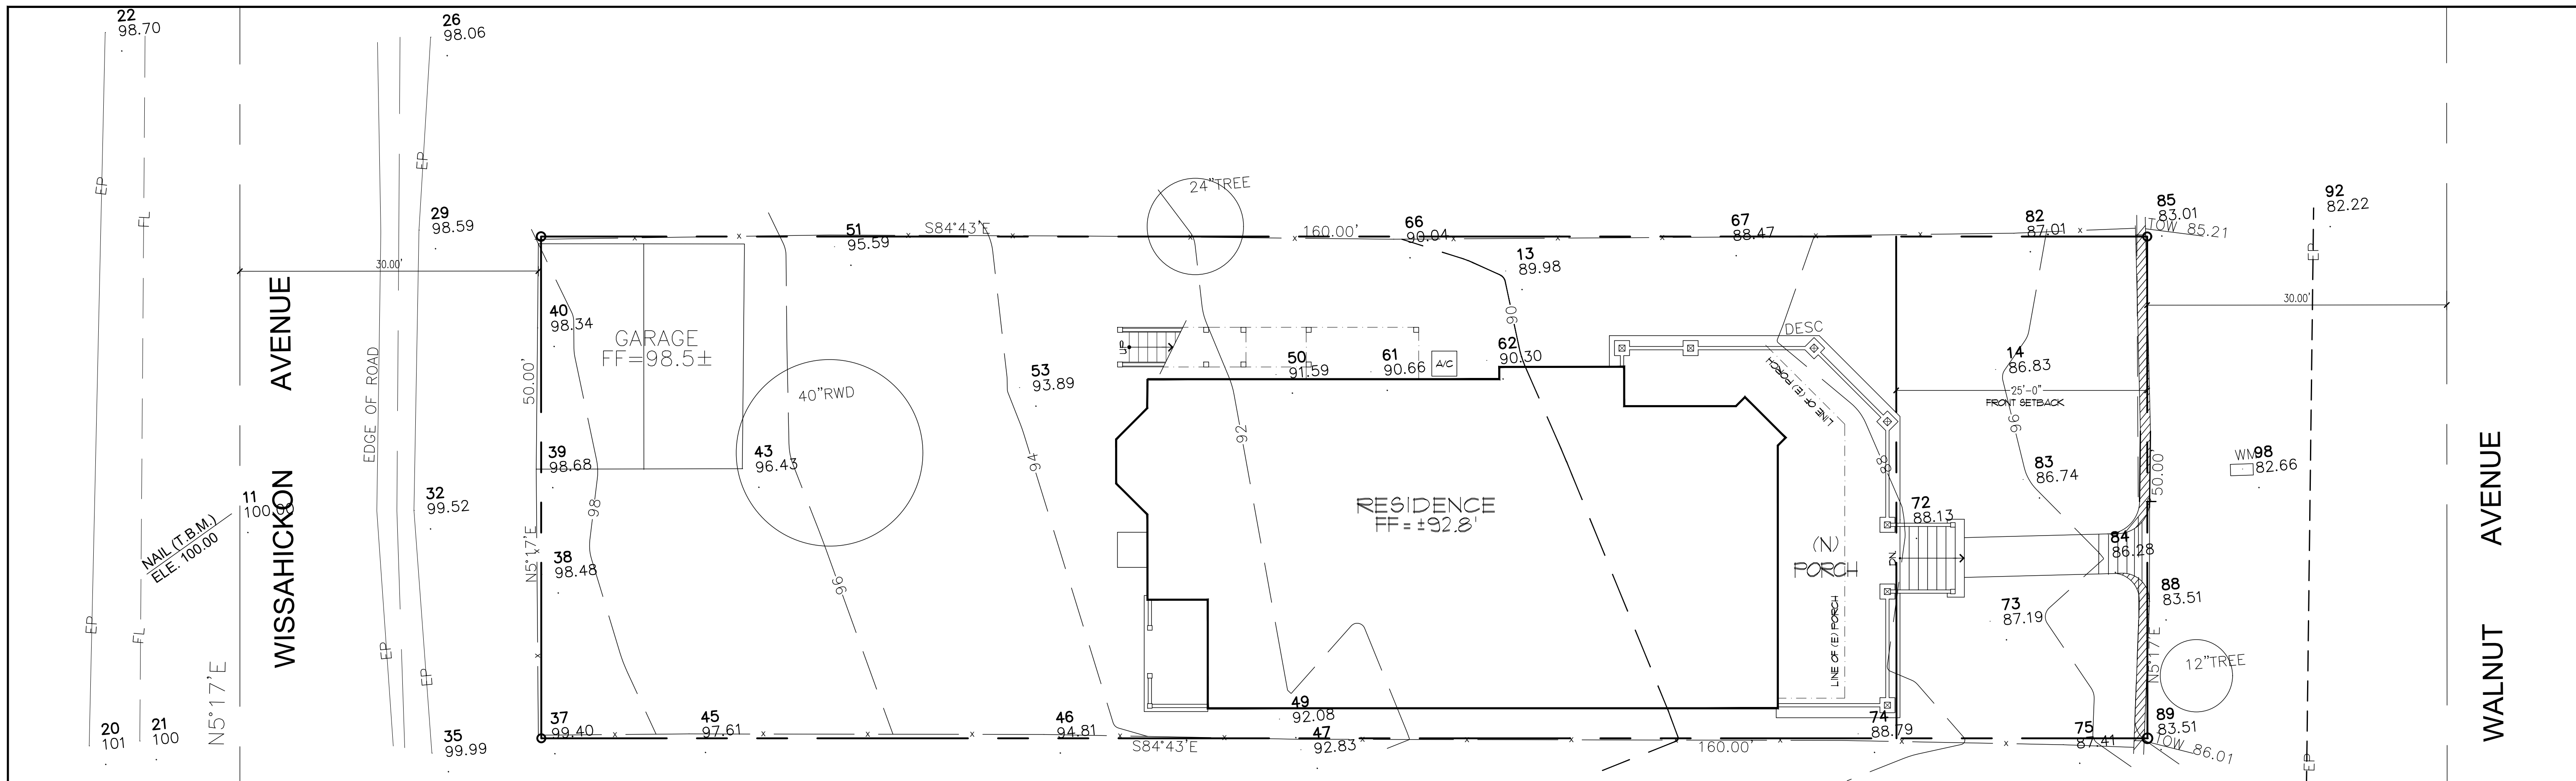 22
98.70
26
98.06
EP
FL
EP
29
98.59
WISSAHICKON AVENUE
30.00'
EDGE OF ROAD
11
100.00
NAIL (T.B.M.)
ELE. 100.00
32
99.52
EP
FL
EP
EP
N5°17'E
20
101
21
100
35
99.99
40
98.34
GARAGE
FF=98.5±
50.00'
39
98.68
98
38
98.48
N5°17'E
37
99.40
45
97.61
51
95.59
S84°43'E
40"RWD
43
96.43
96
53
93.89
94
46
94.81
S84°43'E
24"TREE
160.00'
66
90.04
13
89.98
90
67
88.47
UP
50
91.59
61
90.66
A/C
62
90.30
92
RESIDENCE
FF=±92.8'
49
92.08
47
92.83
DESC
LINE OF (E) PORCH
88
(N)
PORCH
LINE OF (E) PORCH
DN
72
88.13
160.00'
74
88.79
82
87.01
14
86.83
25'-0"
FRONT SETBACK
96
83
86.74
84
86.28
73
87.19
75
87.41
85
83.01
TOW 85.21
92
82.22
EP
30.00'
WM
98
82.66
50.00'
88
83.51
N5°17'E
12"TREE
89
83.51
TOW 86.01
EP
WALNUT AVENUE